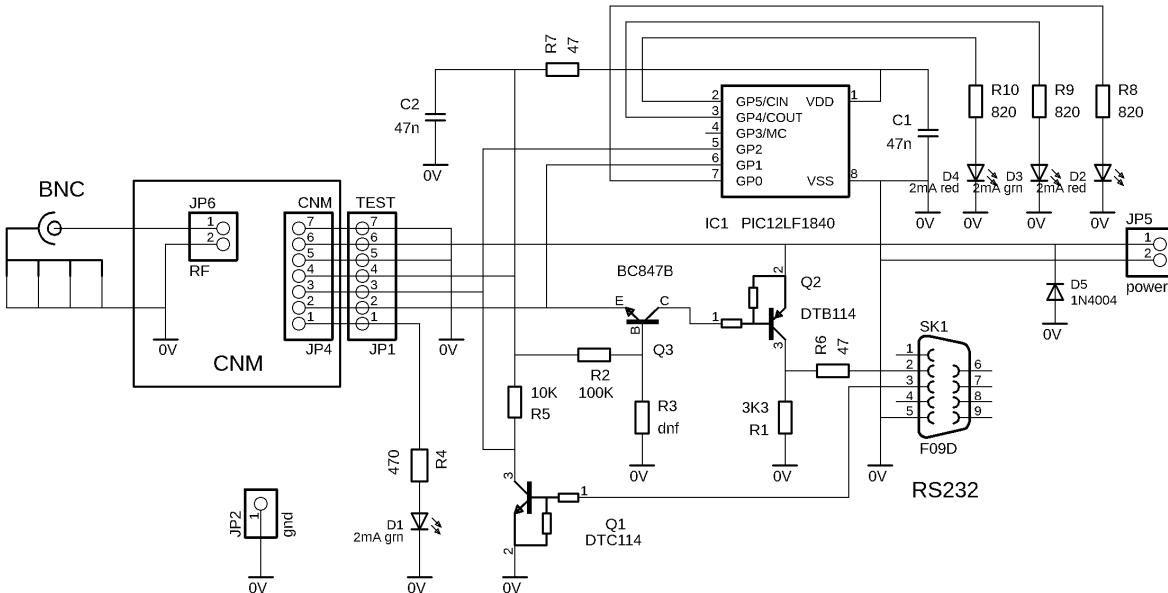 R7
47
C2
47n
0V
2
3
4
5
6
7
GP5/CIN
GP4/COUT
GP3/MC
GP2
GP1
GP0
VDD
VSS
1
8
IC1 PIC12LF1840
C1
47n
R10
820
R9
820
R8
820
D4
2mA red
D3
2mA grn
D2
2mA red
0V
0V
0V
0V
BNC
JP6
1
2
RF
0V
CNM
CNM
7
6
5
4
3
2
1
JP4
TEST
7
6
5
4
3
2
1
JP1
0V
BC847B
E
C
B
Q3
R2
100K
R3
dnf
0V
10K
R5
2
Q2
DTB114
1
3
R6
47
3K3
R1
0V
0V
JP5
1
2
power
D5
1N4004
0V
SK1
1
2
3
4
5
6
7
8
9
F09D
RS232
470
R4
D1
2mA grn
0V
3
1
2
Q1
DTC114
0V
JP2
1
gnd
0V